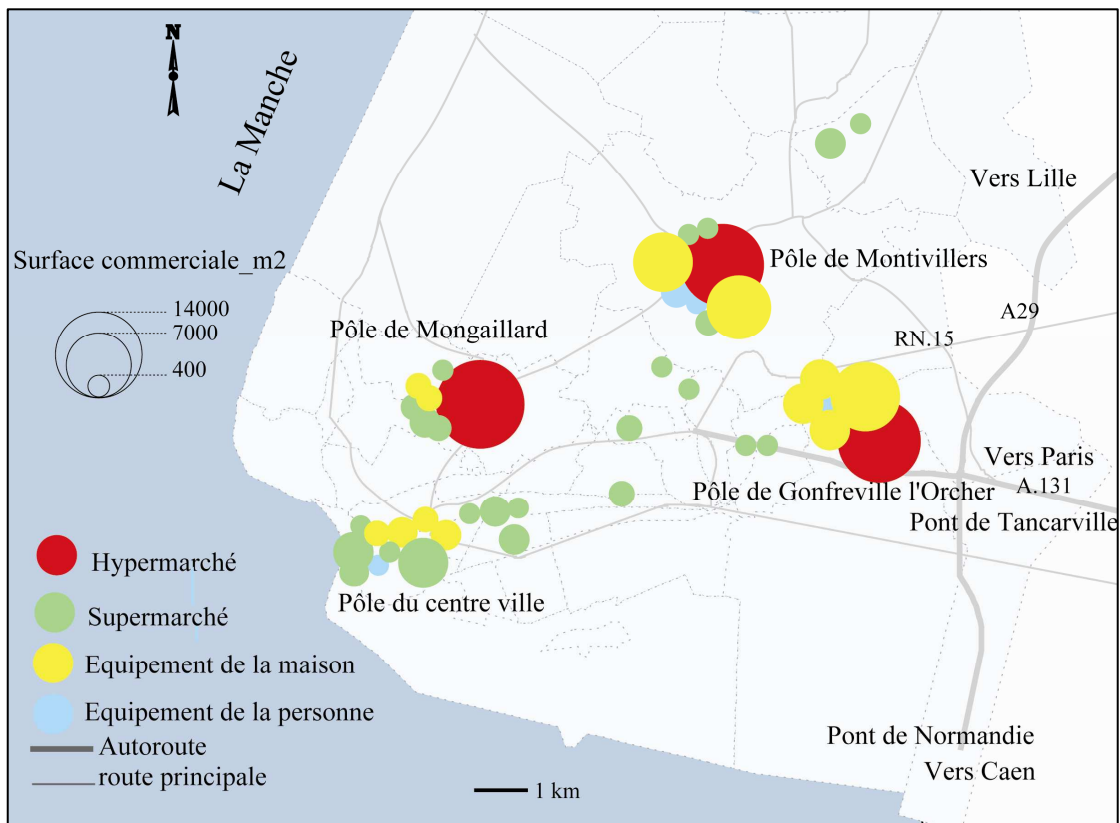 N
La Manche
Vers Lille
Surface commerciale_m2
14000
7000
400
Pôle de Montivillers
A29
RN.15
Pôle de Mongaillard
Vers Paris
A.131
Pôle de Gonfreville l'Orcher
Pont de Tancarville
Pôle du centre ville
Hypermarché
Supermarché
Equipement de la maison
Equipement de la personne
Autoroute
route principale
1 km
Pont de Normandie
Vers Caen